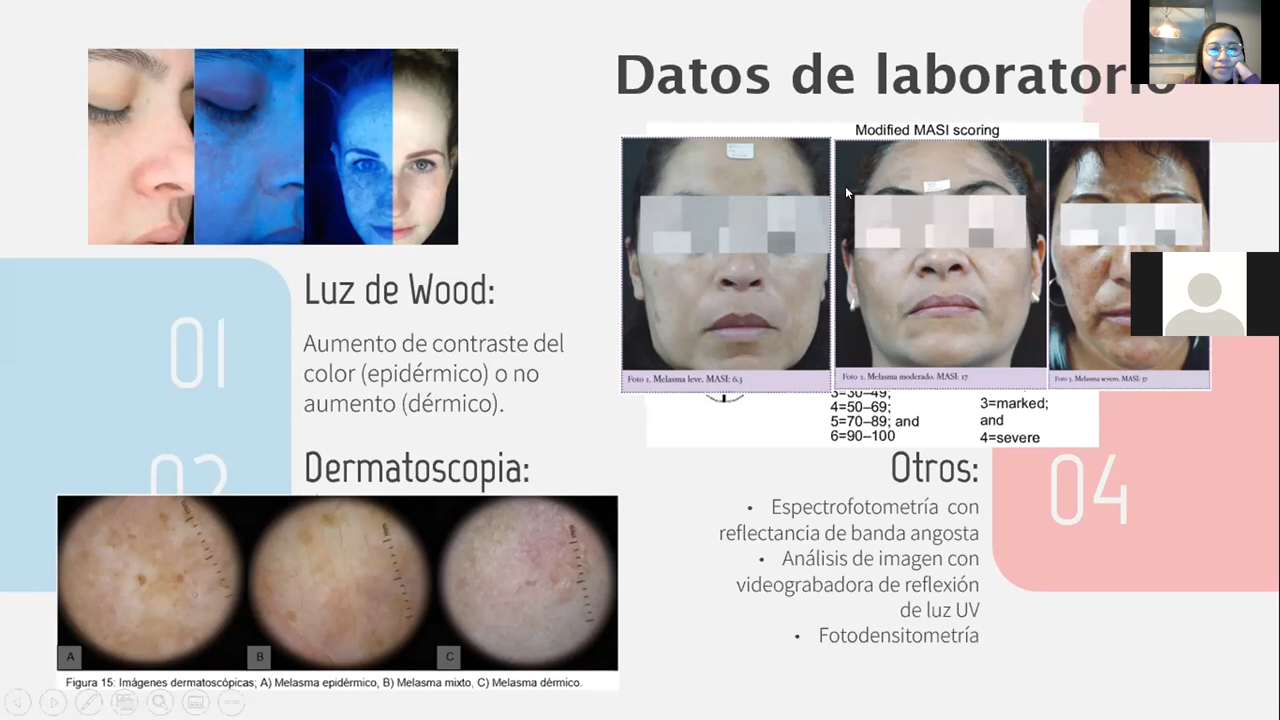 Datos de laboratorio
Modified MASI scoring
Foto 1. Melasma leve. MASI: 6.3
Foto 2. Melasma moderado. MASI: 17
Foto 3. Melasma severo. MASI: 37
3=30–49;
4=50–69;
5=70–89; and
6=90–100
3=marked;
and
4=severe
01
Luz de Wood:
Aumento de contraste del
color (epidérmico) o no
aumento (dérmico).
02
Dermatoscopia:
A
B
C
Figura 15: Imágenes dermatoscópicas; A) Melasma epidérmico, B) Melasma mixto, C) Melasma dérmico.
04
Otros:
• Espectrofotometría con
reflectancia de banda angosta
• Análisis de imagen con
videograbadora de reflexión
de luz UV
• Fotodensitometría